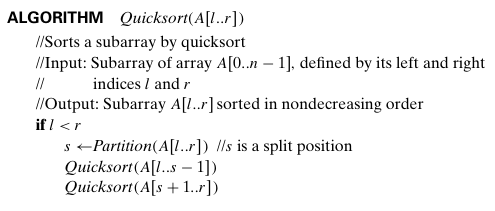 ALGORITHM Quicksort(A[l..r])
//Sorts a subarray by quicksort
//Input: Subarray of array A[0..n − 1], defined by its left and right
// indices l and r
//Output: Subarray A[l..r] sorted in nondecreasing order
if l < r
s ←Partition(A[l..r]) //s is a split position
Quicksort(A[l..s − 1])
Quicksort(A[s + 1..r])